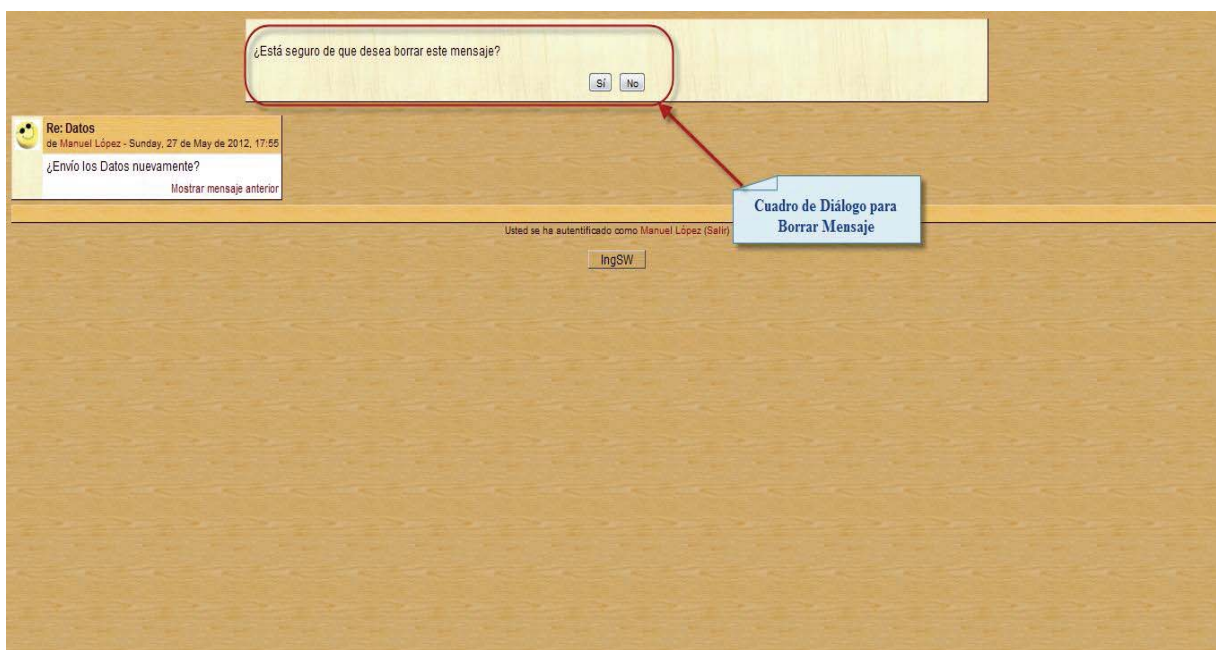 ¿Está seguro de que desea borrar este mensaje?
Sí No
Re: Datos
de Manuel López - Sunday, 27 de May de 2012, 17:55
¿Envío los Datos nuevamente?
Mostrar mensaje anterior
Cuadro de Diálogo para
Borrar Mensaje
Usted se ha autentificado como Manuel López (Salir)
IngSW